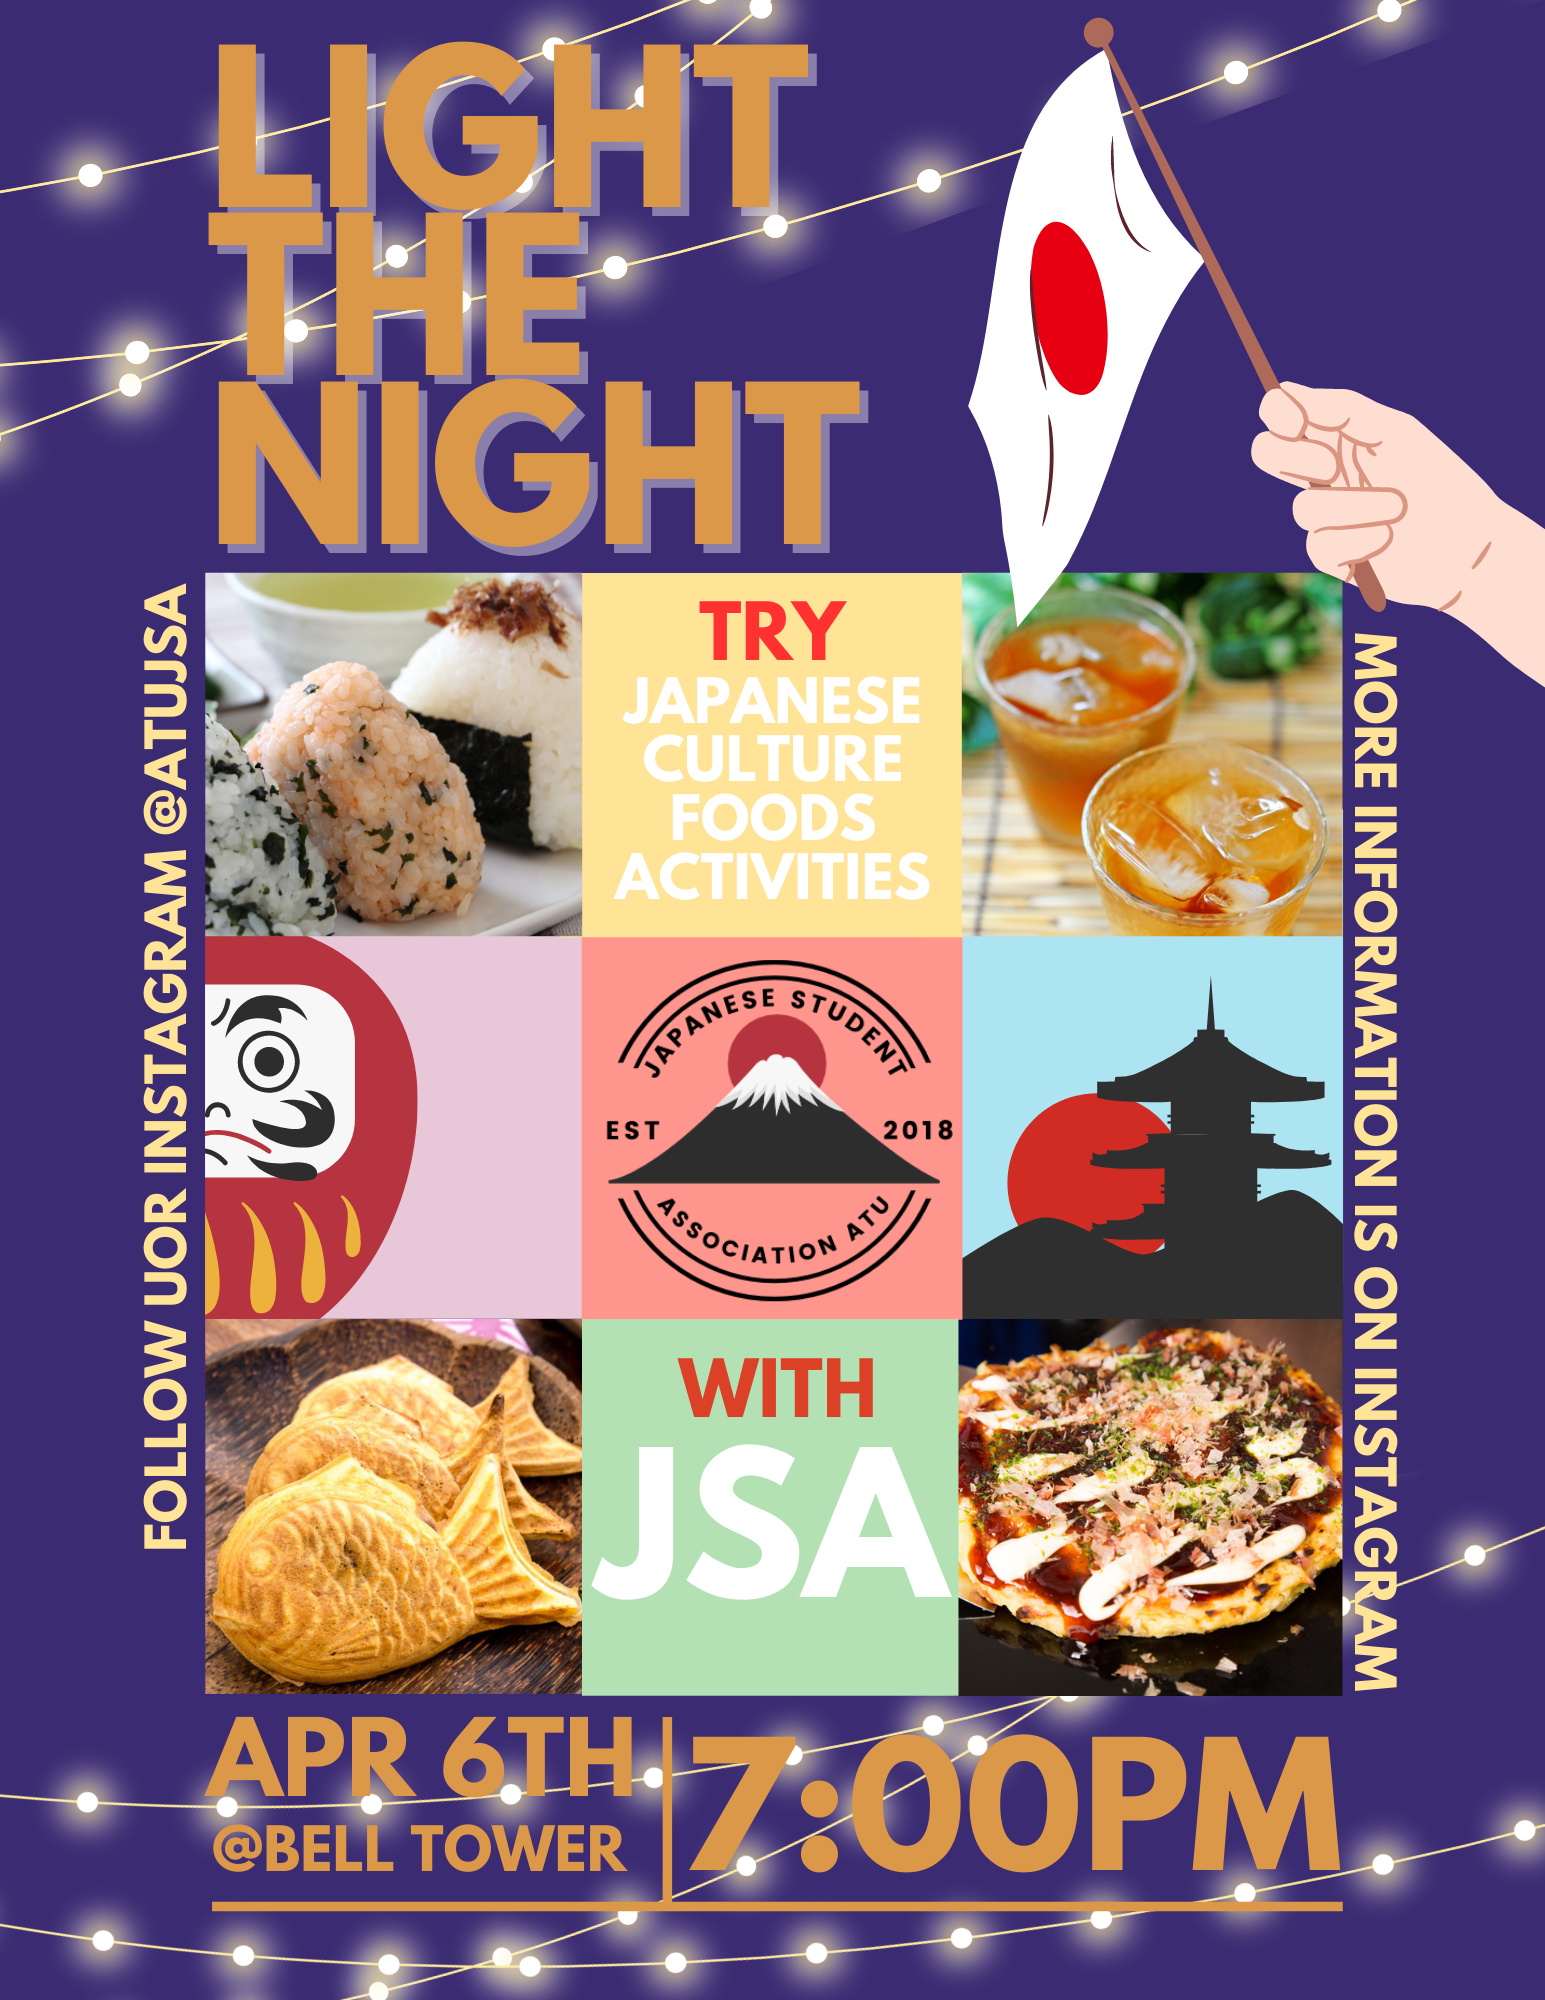 LIGHT
THE
NIGHT
FOLLOW UOR INSTAGRAM @ATUJSA
TRY
JAPANESE
CULTURE
FOODS
ACTIVITIES
MORE INFORMATION IS ON INSTAGRAM
JAPANESE STUDENT
EST 2018
ASSOCIATION ATU
WITH
JSA
APR 6TH
@BELL TOWER
7:00PM